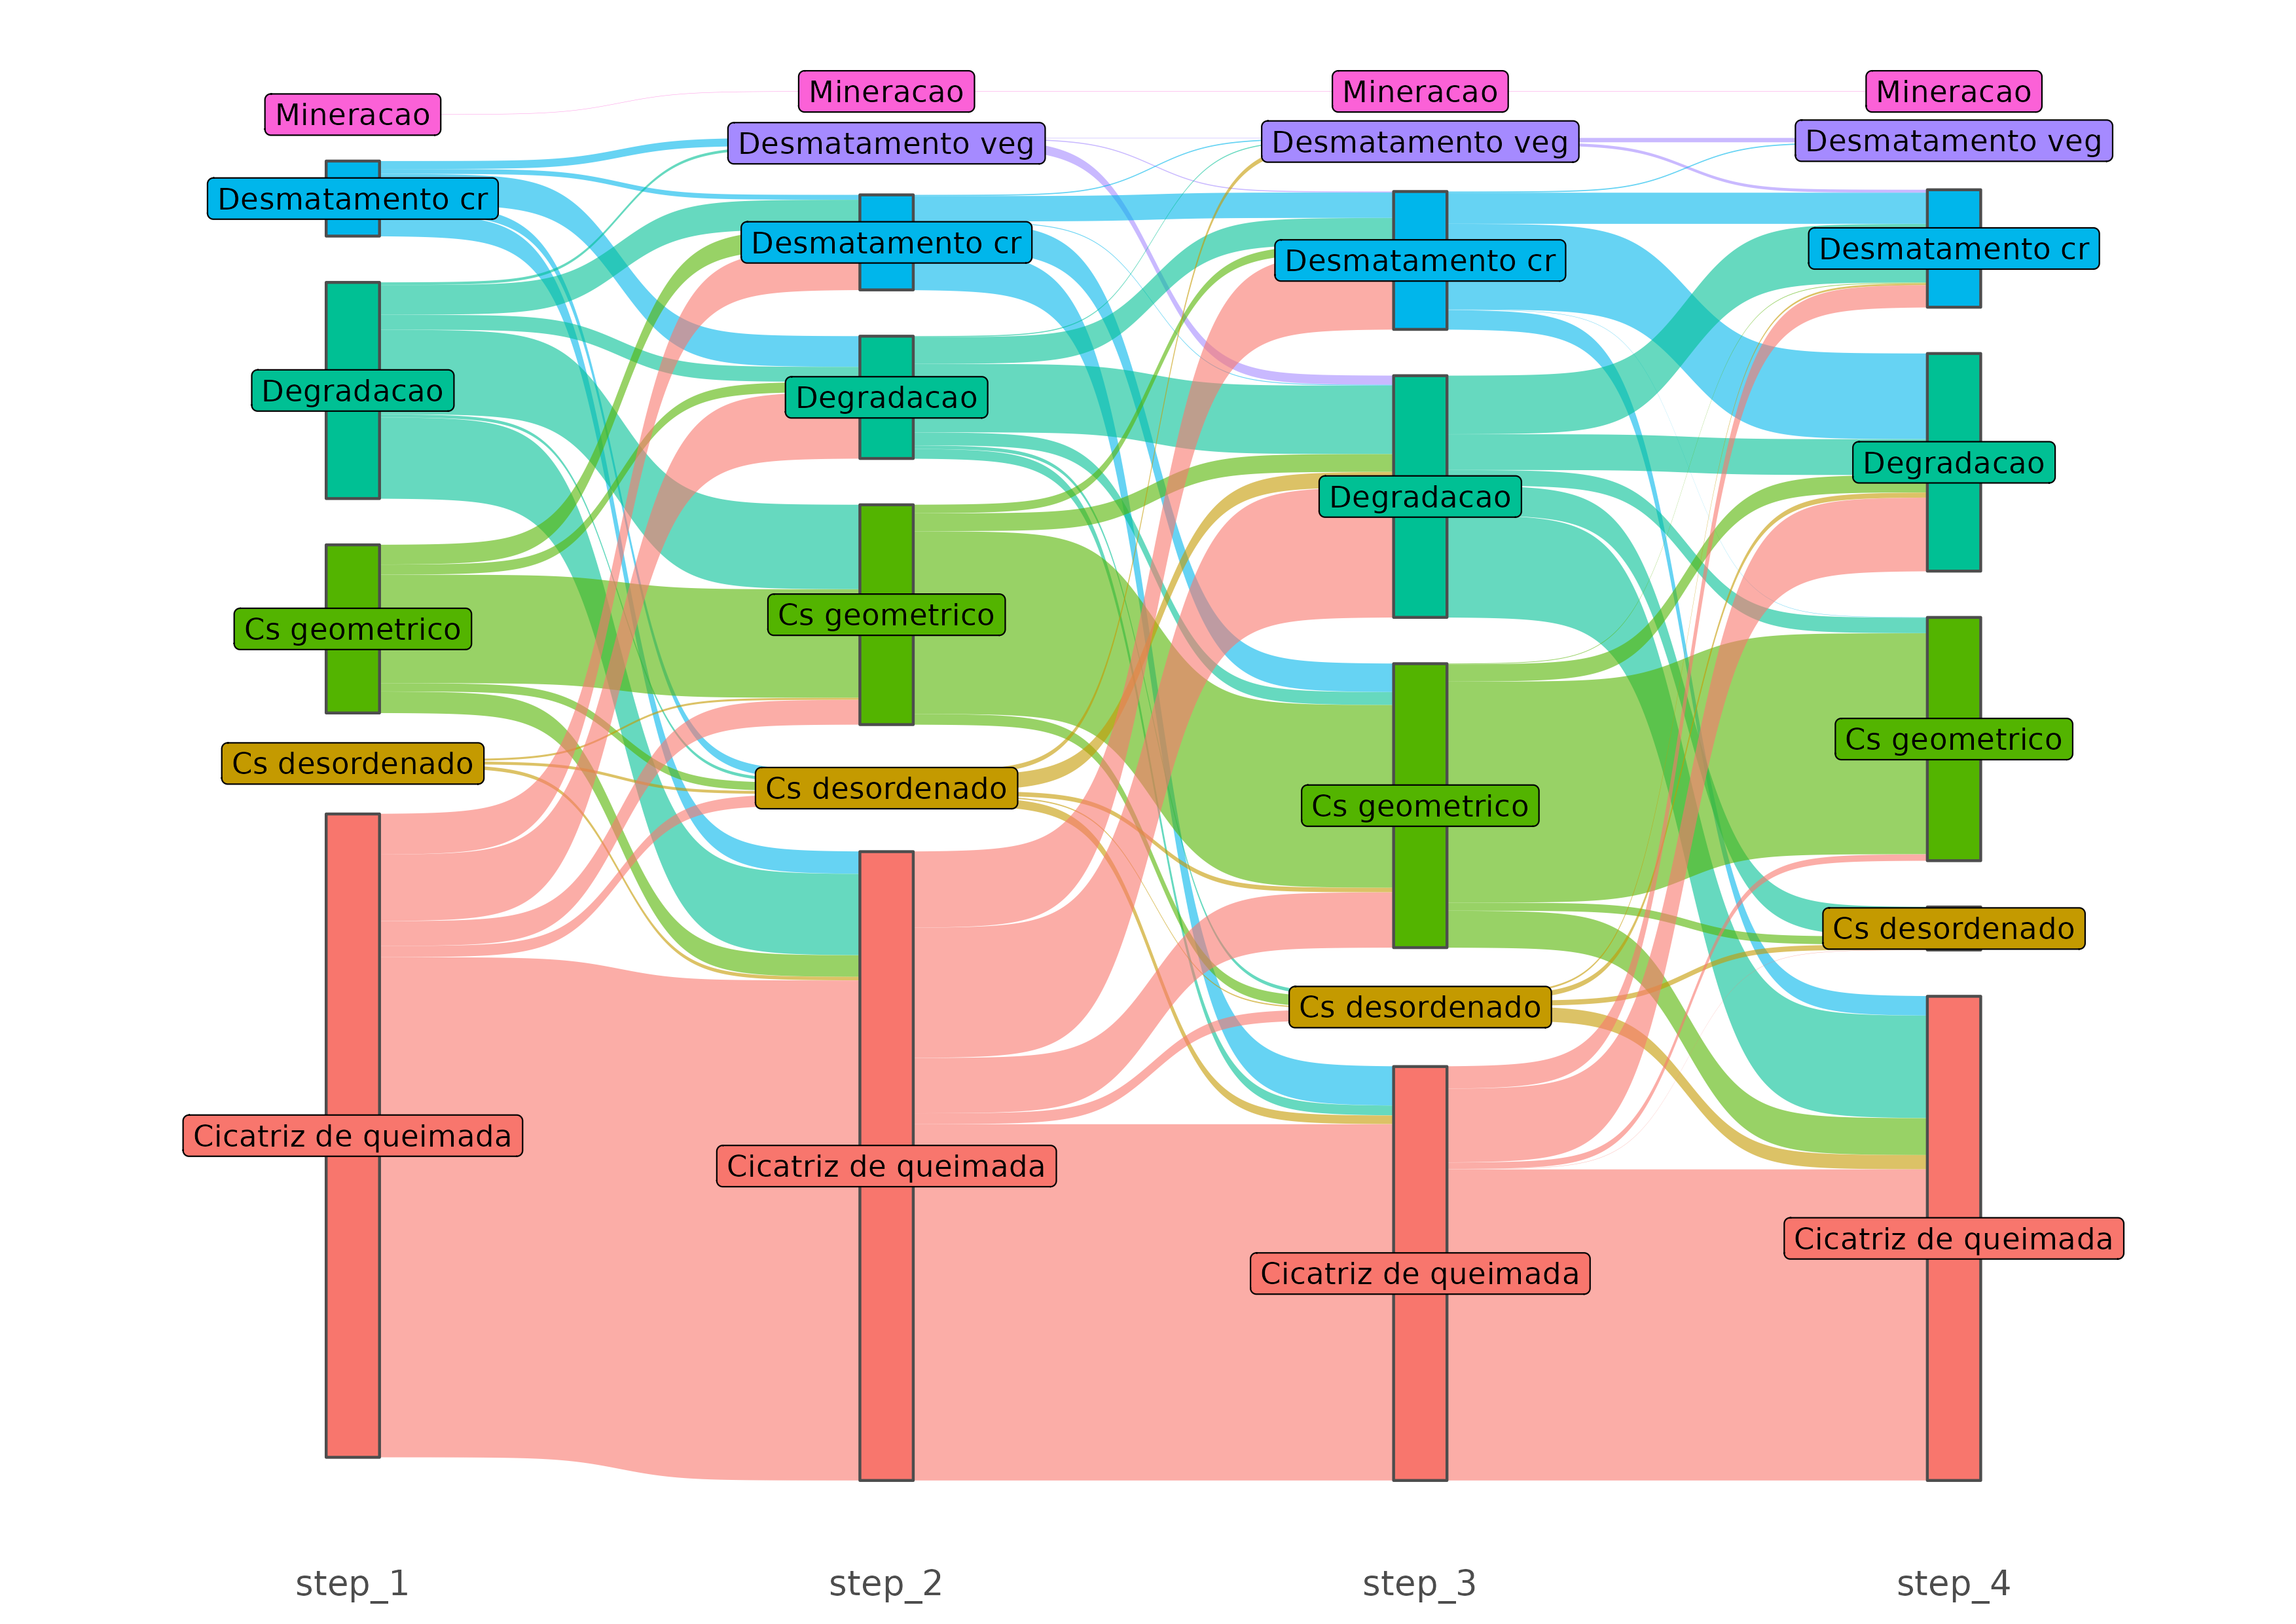 Mineracao
Desmatamento cr
Degradacao
Cs geometrico
Cs desordenado
Cicatriz de queimada
Mineracao
Desmatamento veg
Desmatamento cr
Degradacao
Cs geometrico
Cs desordenado
Cicatriz de queimada
Mineracao
Desmatamento veg
Desmatamento cr
Degradacao
Cs geometrico
Cs desordenado
Cicatriz de queimada
Mineracao
Desmatamento veg
Desmatamento cr
Degradacao
Cs geometrico
Cs desordenado
Cicatriz de queimada
step_1
step_2
step_3
step_4